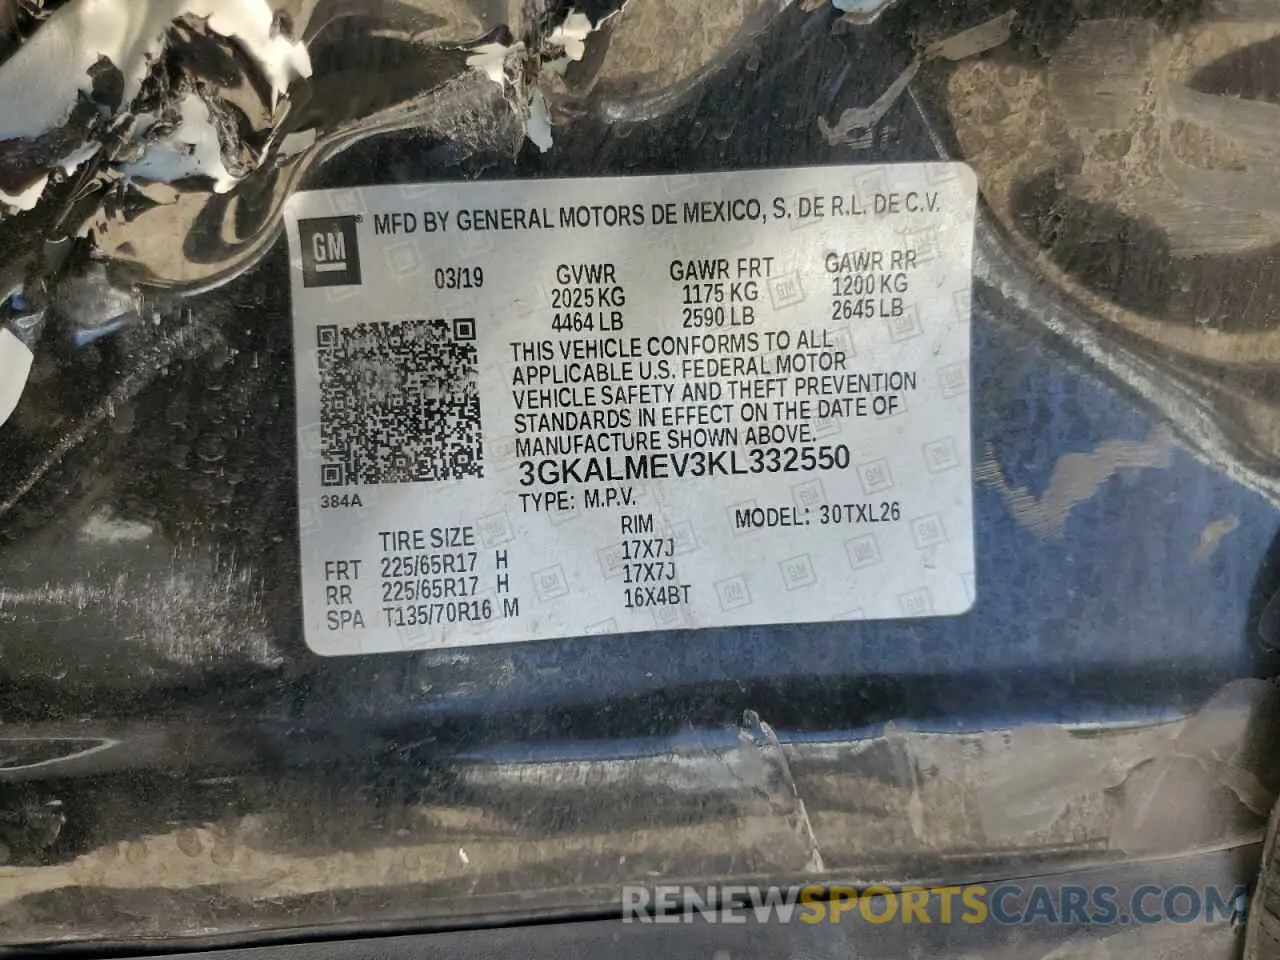 GM® MFD BY GENERAL MOTORS DE MEXICO, S. DE R.L. DE C.V.
03/19 GVWR GAWR FRT GAWR RR
2025 KG 1175 KG 1200 KG
4464 LB 2590 LB 2645 LB
THIS VEHICLE CONFORMS TO ALL
APPLICABLE U.S. FEDERAL MOTOR
VEHICLE SAFETY AND THEFT PREVENTION
STANDARDS IN EFFECT ON THE DATE OF
MANUFACTURE SHOWN ABOVE.
3GKALMEV3KL332550
384A TYPE: M.P.V. MODEL: 30TXL26
TIRE SIZE RIM
FRT 225/65R17 H 17X7J
RR 225/65R17 H 17X7J
SPA T135/70R16 M 16X4BT
RENEWSPORTSCARS.COM